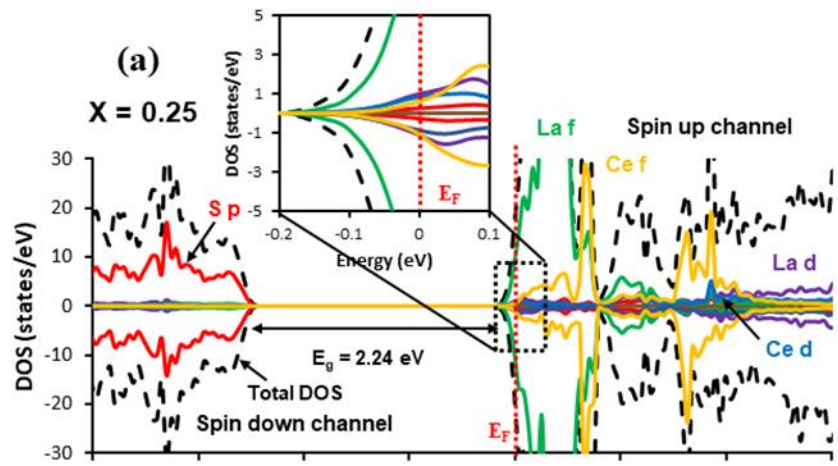 (a)
X = 0.25
DOS (states/eV)
5
3
1
-1
-3
-5
-0.2
-0.1
0
0.1
Energy (eV)
E_F
La f
Spin up channel
Ce f
30
20
10
0
-10
-20
-30
DOS (states/eV)
S p
La d
E_g = 2.24 eV
Ce d
Total DOS
Spin down channel
E_F